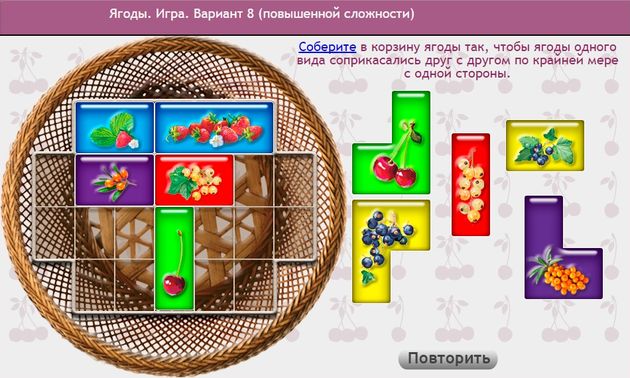 Ягоды. Игра. Вариант 8 (повышенной сложности)
Соберите в корзину ягоды так, чтобы ягоды одного
вида соприкасались друг с другом по крайней мере
с одной стороны.
Повторить